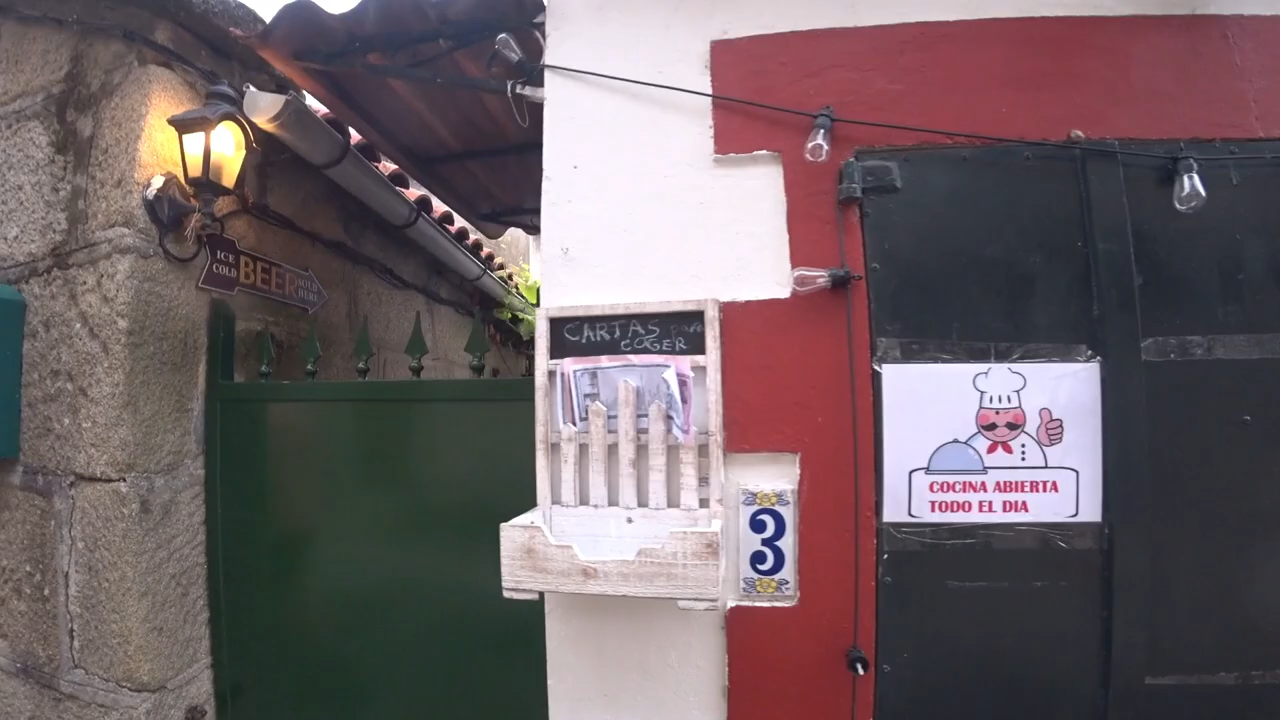 ICE
COLD
BEER
SOLD
HERE
CARTAS para
COGER
3
COCINA ABIERTA
TODO EL DIA